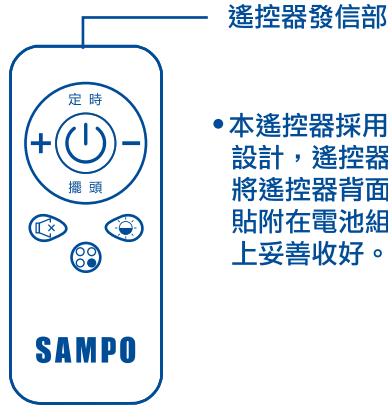 遙控器發信部
定時
+ −
擺頭
SAMPO
•本遙控器採用
設計，遙控器
將遙控器背面
貼附在電池組
上妥善收好。